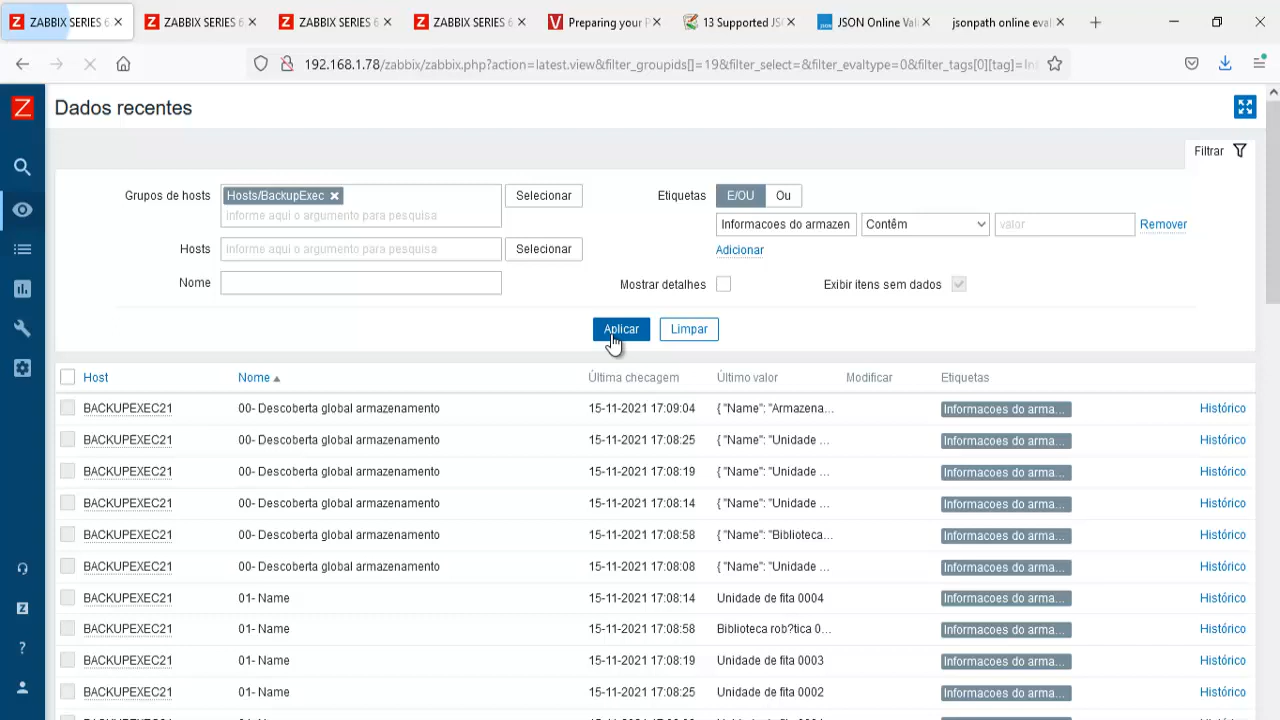 ZABBIX SERIES 6
ZABBIX SERIES 6
ZABBIX SERIES 6
ZABBIX SERIES 6
Preparing your P
13 Supported JS
JSON Online Vali
jsonpath online eval
192.168.1.78/zabbix/zabbix.php?action=latest.view&filter_groupids[]=19&filter_select=&filter_evaltype=0&filter_tags[0][tag]=In
Z
Dados recentes
Filtrar
Grupos de hosts
Hosts/BackupExec
informe aqui o argumento para pesquisa
Selecionar
Etiquetas
E/OU
Ou
Informacoes do armazen
Contêm
valor
Remover
Hosts
informe aqui o argumento para pesquisa
Selecionar
Adicionar
Nome
Mostrar detalhes
Exibir itens sem dados
Aplicar
Limpar
Host Nome Última checagem Último valor Modificar Etiquetas
BACKUPEXEC21 00- Descoberta global armazenamento 15-11-2021 17:09:04 { "Name": "Armazena... Informacoes do arma... Histórico
BACKUPEXEC21 00- Descoberta global armazenamento 15-11-2021 17:08:25 { "Name": "Unidade ... Informacoes do arma... Histórico
BACKUPEXEC21 00- Descoberta global armazenamento 15-11-2021 17:08:19 { "Name": "Unidade ... Informacoes do arma... Histórico
BACKUPEXEC21 00- Descoberta global armazenamento 15-11-2021 17:08:14 { "Name": "Unidade ... Informacoes do arma... Histórico
BACKUPEXEC21 00- Descoberta global armazenamento 15-11-2021 17:08:58 { "Name": "Biblioteca... Informacoes do arma... Histórico
BACKUPEXEC21 00- Descoberta global armazenamento 15-11-2021 17:08:08 { "Name": "Unidade ... Informacoes do arma... Histórico
BACKUPEXEC21 01- Name 15-11-2021 17:08:14 Unidade de fita 0004 Informacoes do arma... Histórico
BACKUPEXEC21 01- Name 15-11-2021 17:08:58 Biblioteca rob?tica 0... Informacoes do arma... Histórico
BACKUPEXEC21 01- Name 15-11-2021 17:08:19 Unidade de fita 0003 Informacoes do arma... Histórico
BACKUPEXEC21 01- Name 15-11-2021 17:08:25 Unidade de fita 0002 Informacoes do arma... Histórico